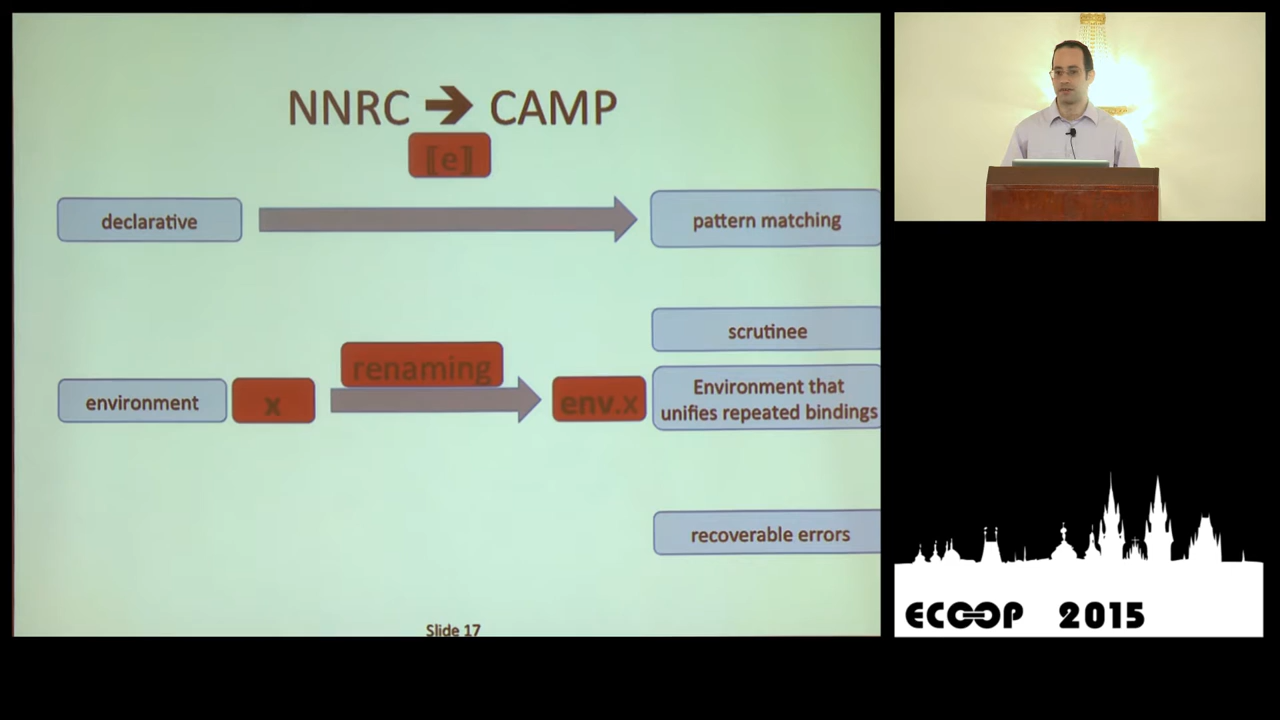 NNRC → CAMP
[e]
declarative
pattern matching
scrutinee
renaming
environment
x
env.x
Environment that
unifies repeated bindings
recoverable errors
Slide 17
ECOOP 2015